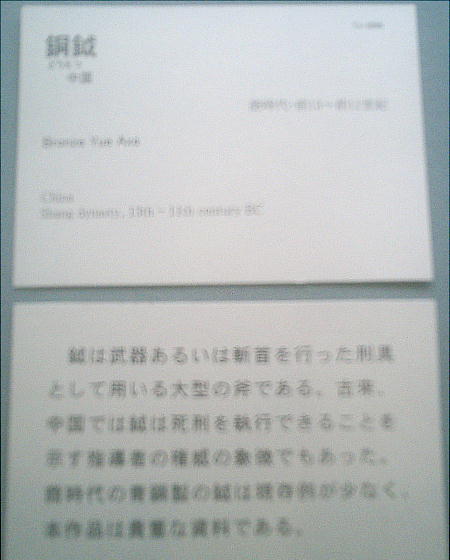 銅鉞
どうえつ
中国
Bronze Yue Axe
China
Shang dynasty, 13th - 11th century BC
鉞は武器あるいは斬首を行った刑具
として用いる大型の斧である。古来、
中国では鉞は死刑を執行できることを
示す指導者の権威の象徴でもあった。
商時代の青銅製の鉞は現存例が少なく、
本作品は貴重な資料である。